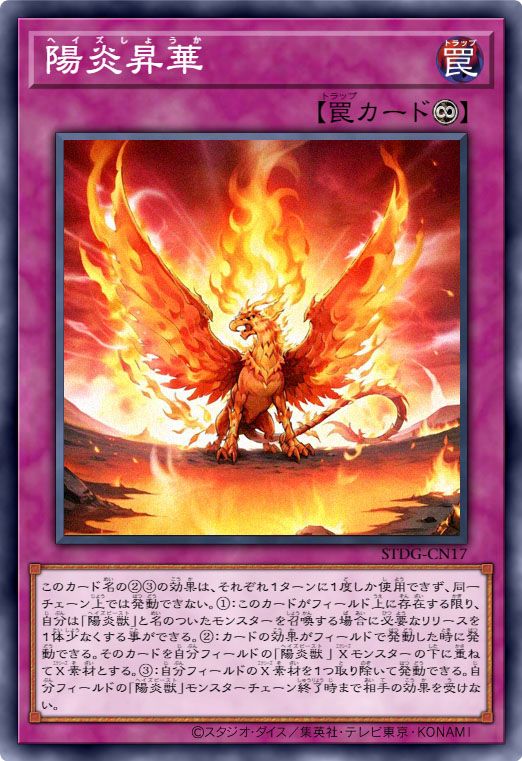 ヘイズしょうか
陽炎昇華
トラップ
罠
トラップ
【罠カード♾】
STDG-CN17
このカード名の②③の効果は、それぞれ1ターンに1度しか使用できず、同一
チェーン上では発動できない。①:このカードがフィールド上に存在する限り、
自分は「陽炎獣」と名のついたモンスターを召喚する場合に必要なリリースを
1体少なくする事ができる。②:カードの効果がフィールドで発動した時に発
動できる。そのカードを自分フィールドの「陽炎獣」Xモンスターの下に重ね
てX素材とする。③:自分フィールドのX素材を1つ取り除いて発動できる。自
分フィールドの「陽炎獣」モンスターチェーン終了時まで相手の効果を受けな
い。
©スタジオ・ダイス/集英社・テレビ東京・KONAMI